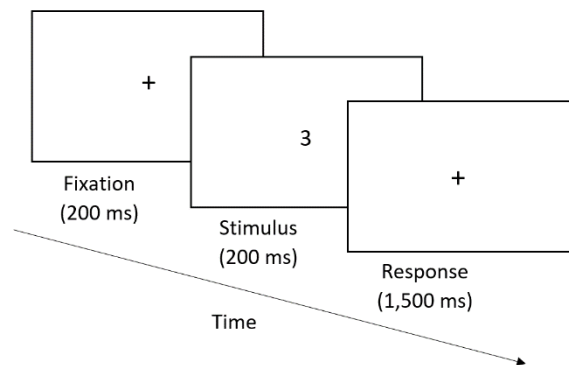 +
Fixation
(200 ms)
3
Stimulus
(200 ms)
+
Response
(1,500 ms)
Time